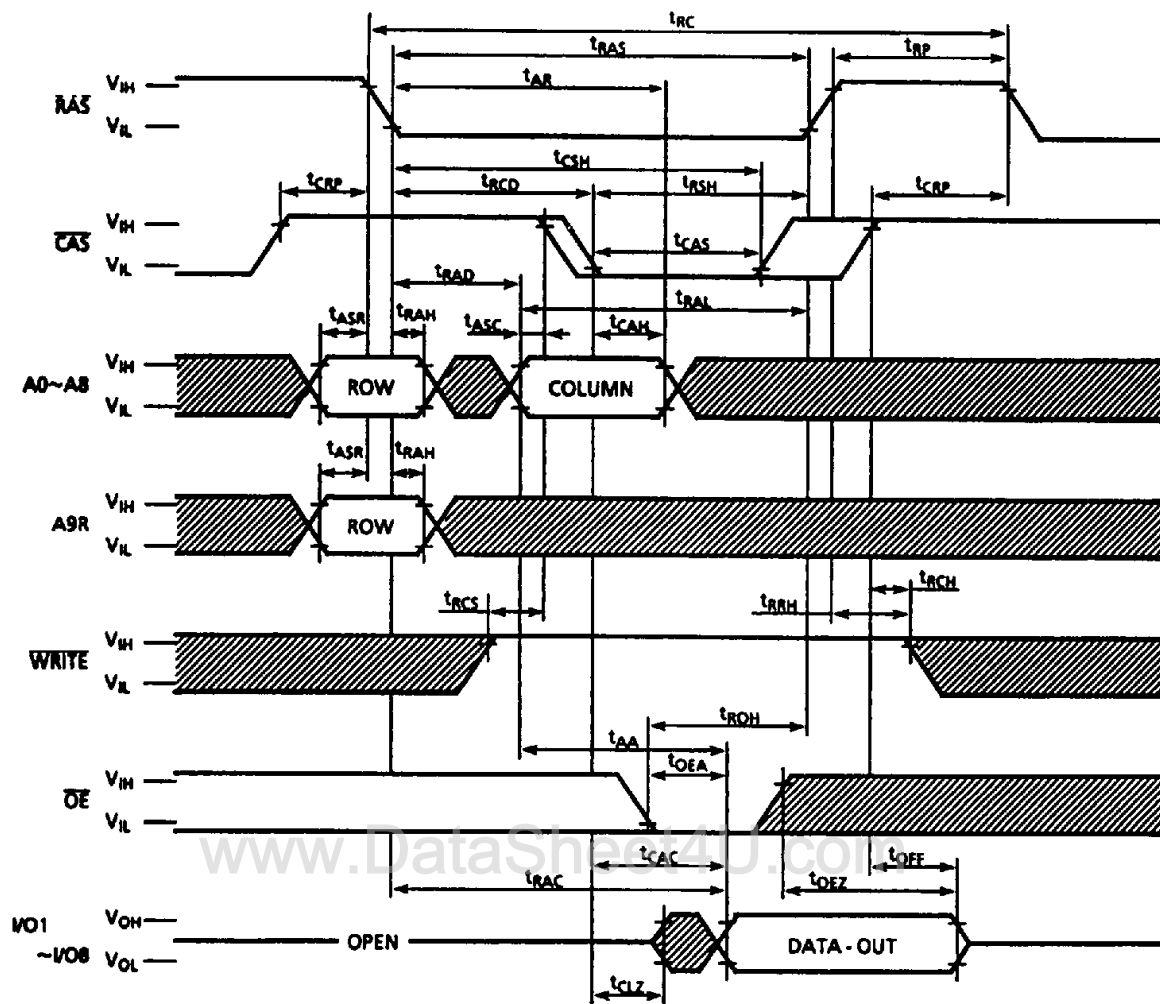 tRC
tRAS
tRP
tAR
VIH
RAS
VIL
tCSH
tCRP
tRCD
tRSH
tCRP
VIH
CAS
tCAS
VIL
tRAD
tRAL
tASR
tRAH
tASC
tCAH
VIH
A0~A8
ROW
COLUMN
VIL
tASR
tRAH
VIH
A9R
ROW
VIL
tRCH
tRCS
tRRH
VIH
WRITE
VIL
tROH
tAA
tOEA
VIH
OE
VIL
www.DataSheet4U.com
tCAC
tOFF
tRAC
tOEZ
I/O1
~I/O8
VOH
OPEN
DATA-OUT
VOL
tCLZ